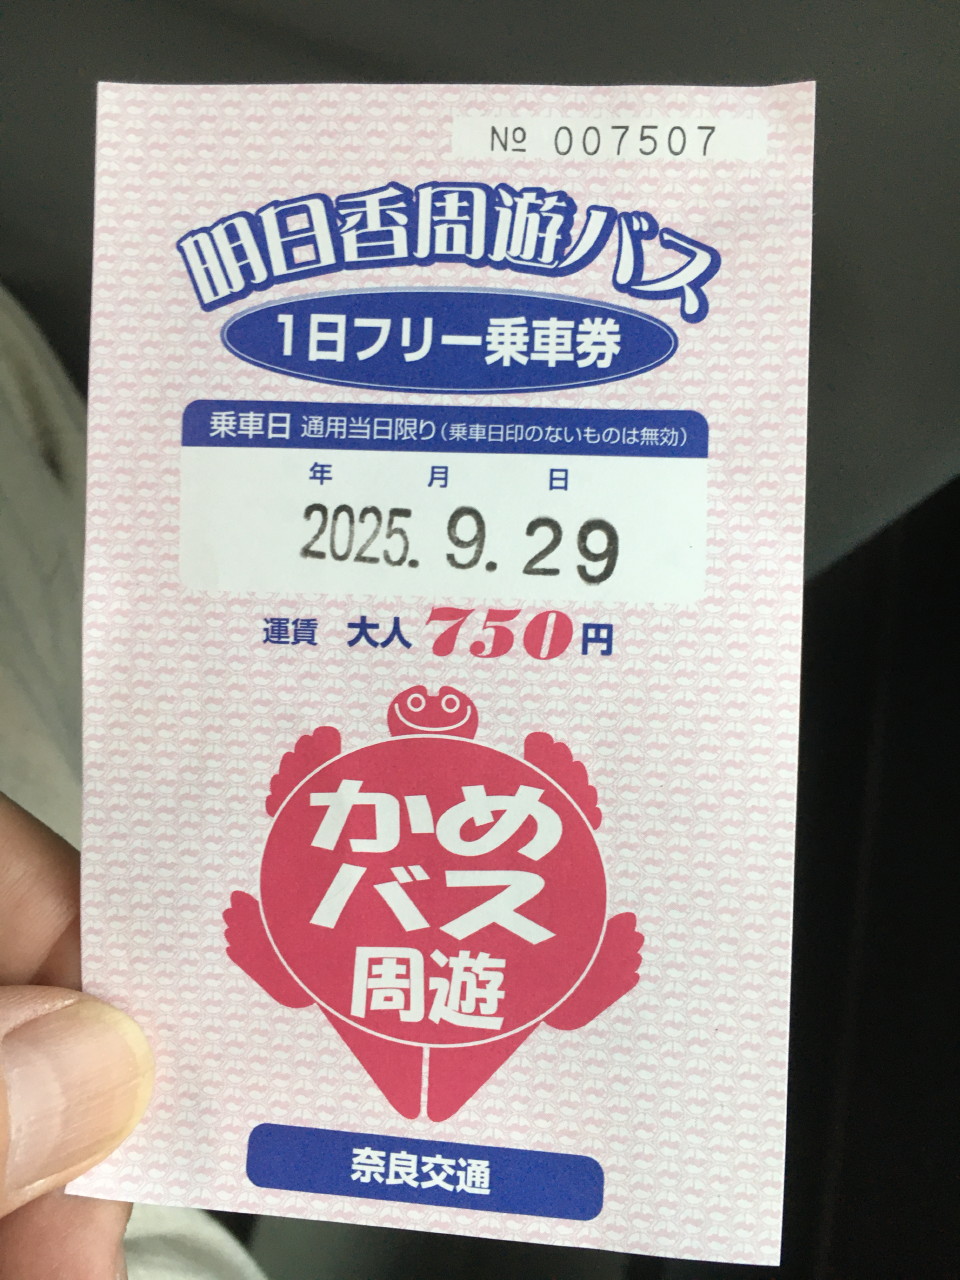 № 007507
明日香周遊バス
1日フリー乗車券
乗車日 通用当日限り(乗車日印のないものは無効)
年 月 日
2025. 9. 29
運賃 大人 750円
かめ
バス
周遊
奈良交通